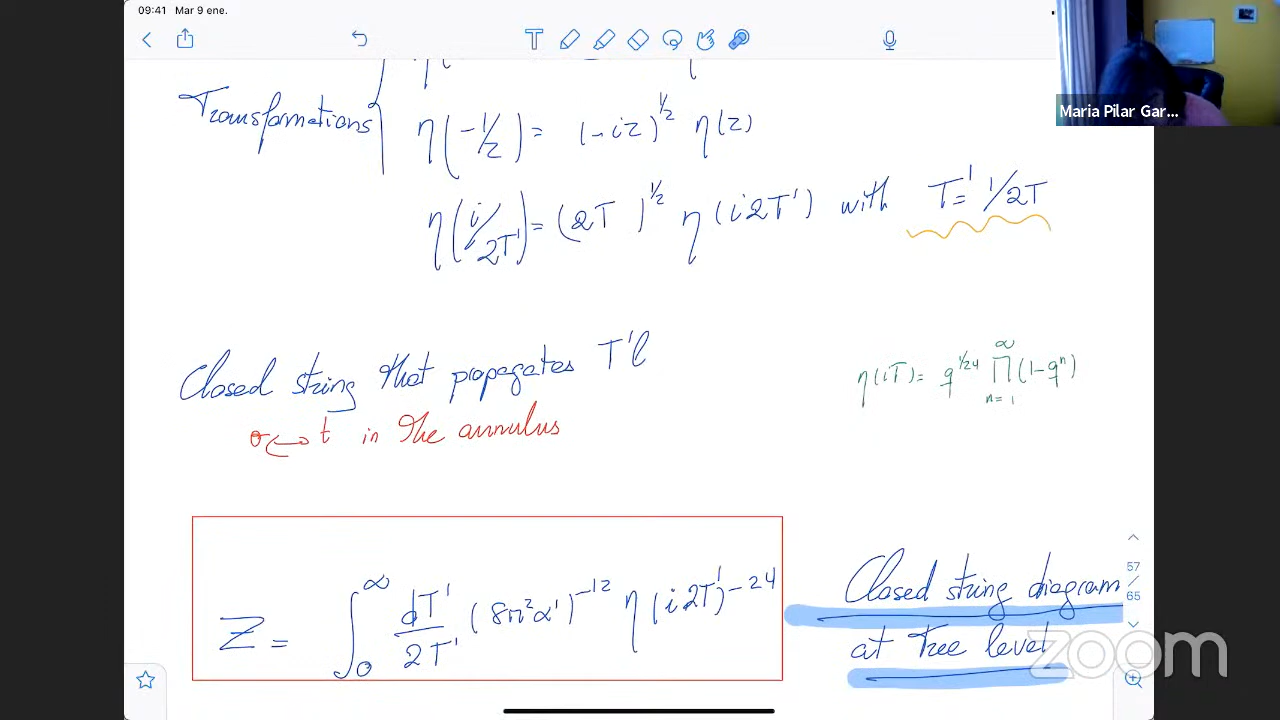 09:41 Mar 9 ene.
Maria Pilar Gar...
Transformations
η(-1/z) = (-iz)^1/2 η(z)
η(i/2T') = (2T )^1/2 η(i2T') with T'= 1/2T
Closed string that propagates T'l
η(iT) = q^1/24 ∏ n=1 ∞ (1-q^n)
σ ↔ t in the annulus
Z = ∫ 0 ∞ dT'/2T' (8π²α')^-12 η(i2T')^-24
Closed string diagram
at tree level
57
/
65
zoom